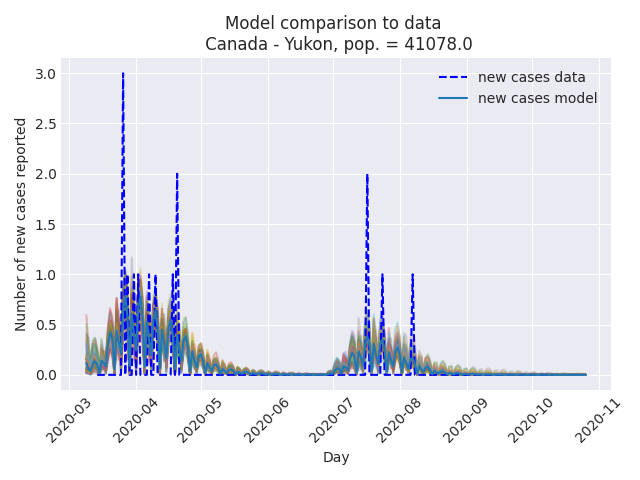 Model comparison to data
Canada - Yukon, pop. = 41078.0
new cases data
new cases model
Number of new cases reported
3.0
2.5
2.0
1.5
1.0
0.5
0.0
2020-03
2020-04
2020-05
2020-06
2020-07
2020-08
2020-09
2020-10
2020-11
Day